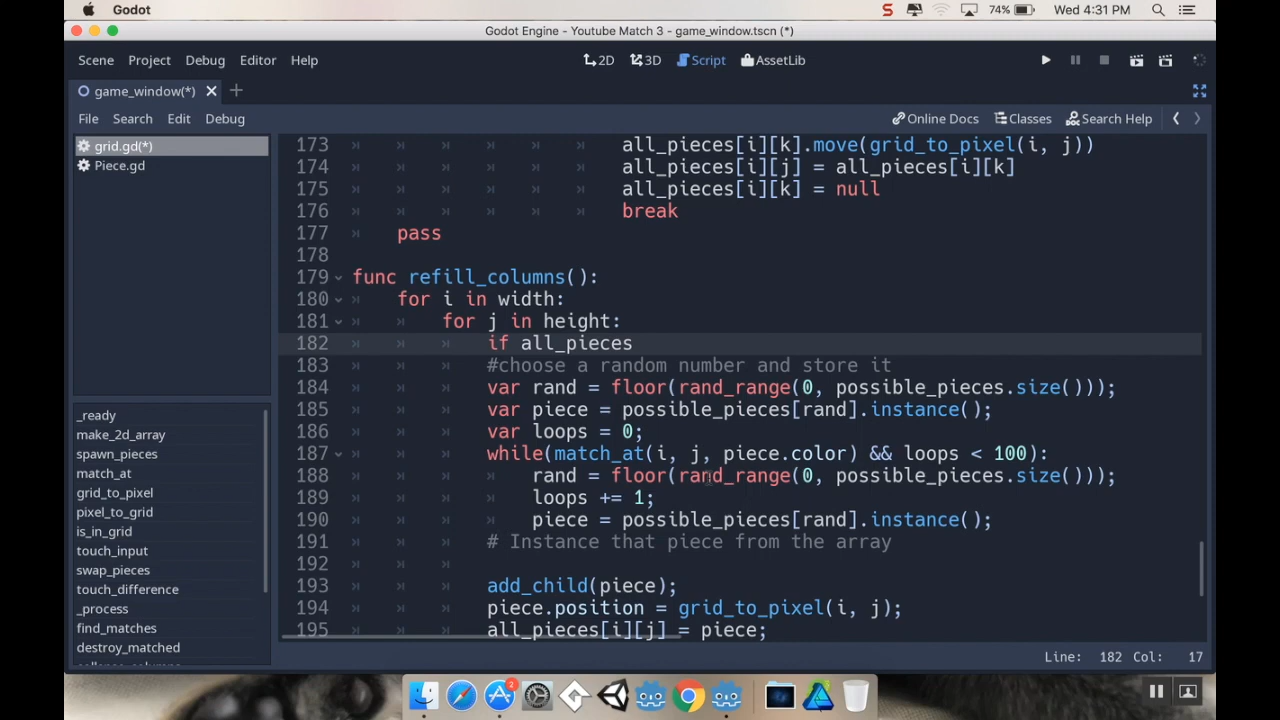 Godot
74%
Wed 4:31 PM
Godot Engine - Youtube Match 3 - game_window.tscn (*)
Scene Project Debug Editor Help
2D 3D Script AssetLib
game_window(*)
File Search Edit Debug
Online Docs Classes Search Help
grid.gd(*)
Piece.gd
_ready
make_2d_array
spawn_pieces
match_at
grid_to_pixel
pixel_to_grid
is_in_grid
touch_input
swap_pieces
touch_difference
_process
find_matches
destroy_matched
173 all_pieces[i][k].move(grid_to_pixel(i, j))
174 all_pieces[i][j] = all_pieces[i][k]
175 all_pieces[i][k] = null
176 break
177 pass
178
179 func refill_columns():
180 for i in width:
181 for j in height:
182 if all_pieces
183 #choose a random number and store it
184 var rand = floor(rand_range(0, possible_pieces.size()));
185 var piece = possible_pieces[rand].instance();
186 var loops = 0;
187 while(match_at(i, j, piece.color) && loops < 100):
188 rand = floor(rand_range(0, possible_pieces.size()));
189 loops += 1;
190 piece = possible_pieces[rand].instance();
191 # Instance that piece from the array
192
193 add_child(piece);
194 piece.position = grid_to_pixel(i, j);
195 all_pieces[i][j] = piece;
Line: 182 Col: 17
2